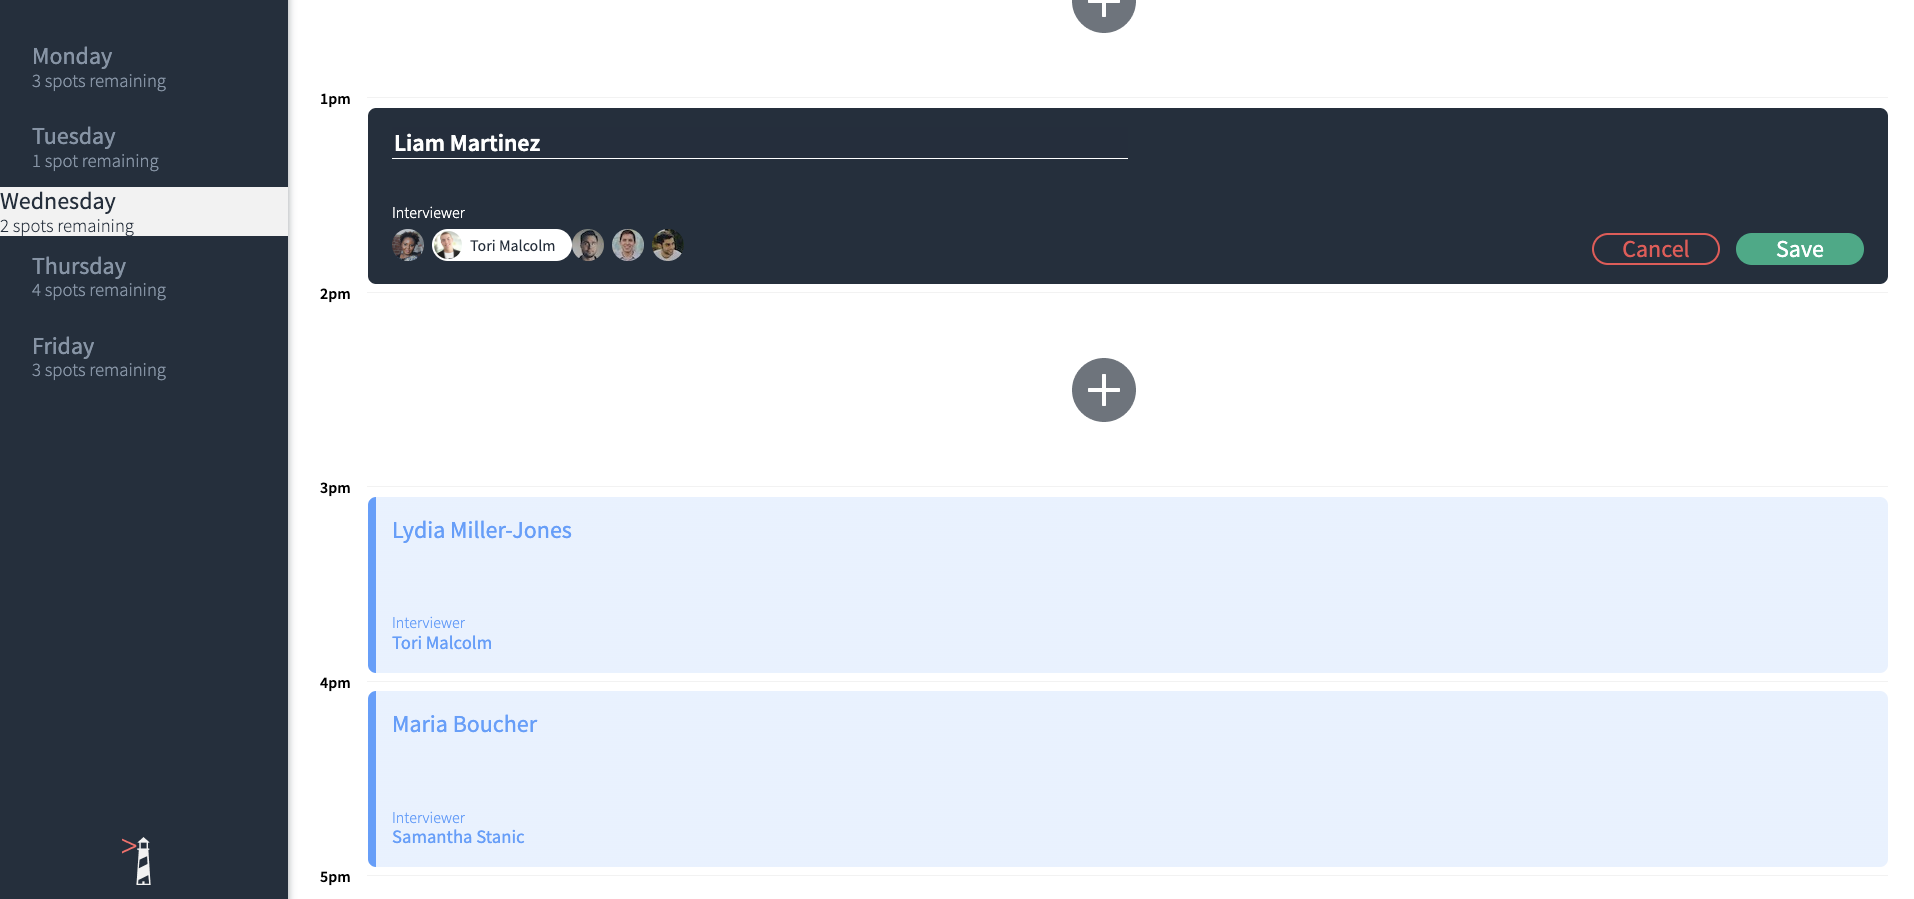 Monday
3 spots remaining
Tuesday
1 spot remaining
Wednesday
2 spots remaining
Thursday
4 spots remaining
Friday
3 spots remaining
1pm
Liam Martinez
Interviewer
Tori Malcolm
Cancel
Save
2pm
3pm
Lydia Miller-Jones
Interviewer
Tori Malcolm
4pm
Maria Boucher
Interviewer
Samantha Stanic
5pm